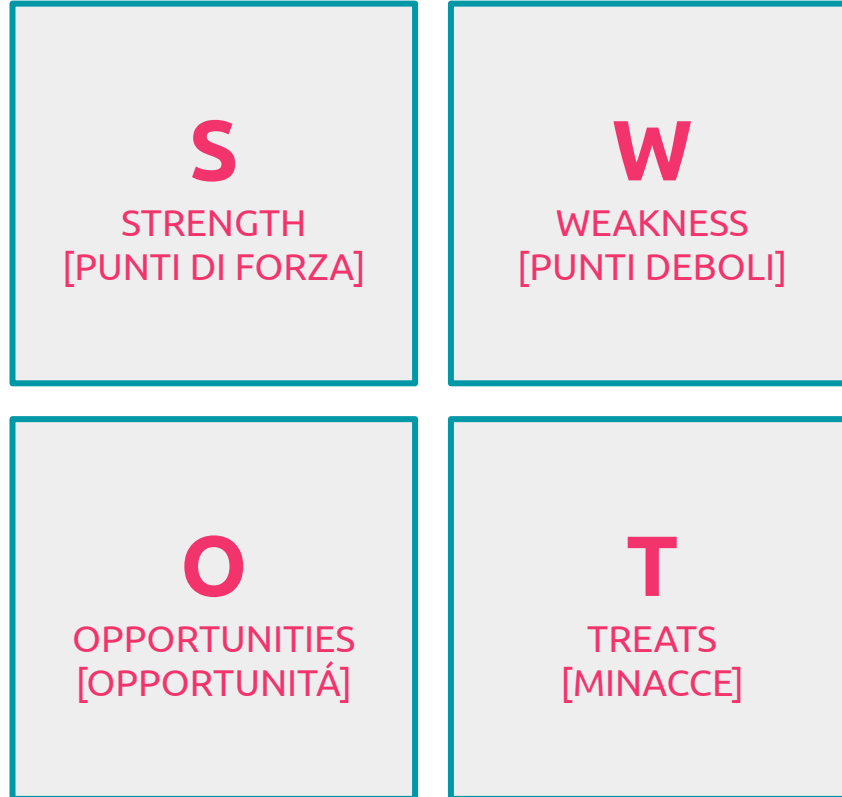 S
STRENGTH
[PUNTI DI FORZA]
W
WEAKNESS
[PUNTI DEBOLI]
O
OPPORTUNITIES
[OPPORTUNITÁ]
T
TREATS
[MINACCE]